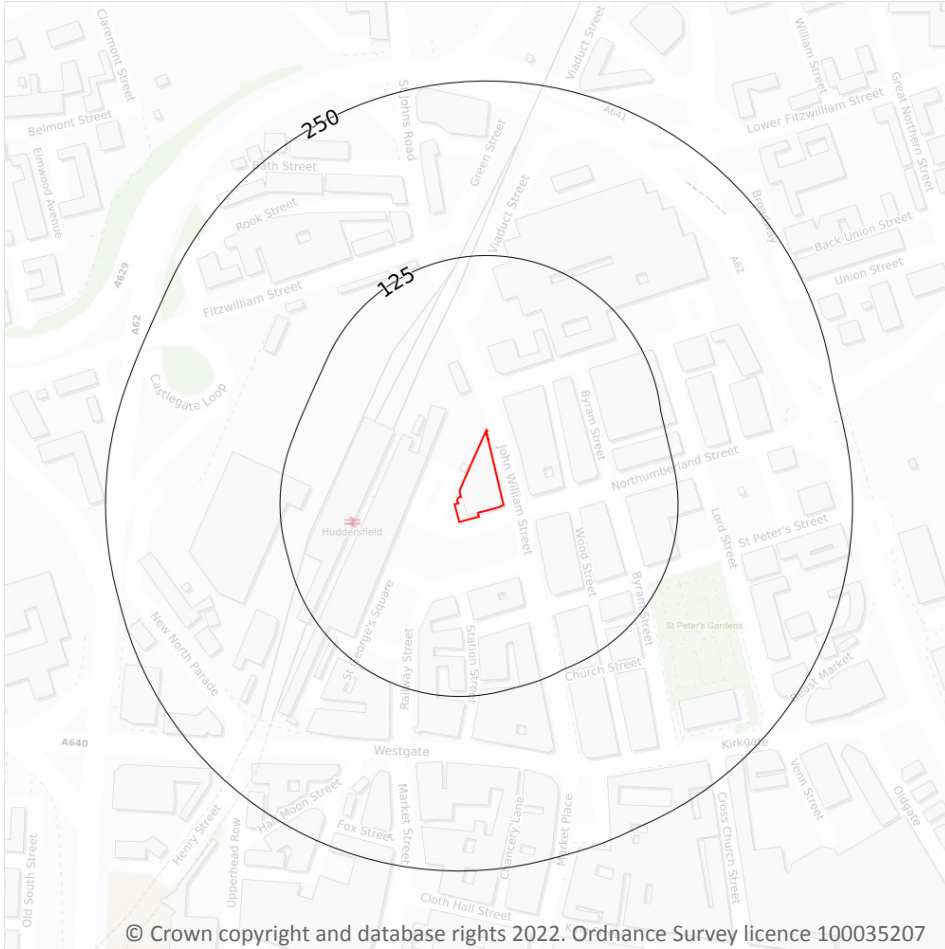 Claremont Street
Viaduct Street
William Street
Great Northern Street
Belmont Street
250
St Johns Road
A641
Lower Fitzwilliam Street
Elmwood Avenue
Green Street
Bath Street
Rook Street
Viaduct Street
Broadway
Back Union Street
A629
125
A62
Union Street
Fitzwilliam Street
A62
Castlegate Loop
Byram Street
John William Street
Northumberland Street
Huddersfield
Lord Street
St Peter's Street
Wood Street
Byram Street
St George's Square
New North Parade
St Peter's Gardens
Railway Street
Station Street
Church Street
Beast Market
A640
Westgate
Kirkgate
Venn Street
Half Moon Street
Market Street
Oldgate
Henry Street
Upperhead Row
Fox Street
Chancery Lane
Market Place
Cross Church Street
Old South Street
Cloth Hall Street
© Crown copyright and database rights 2022. Ordnance Survey licence 100035207